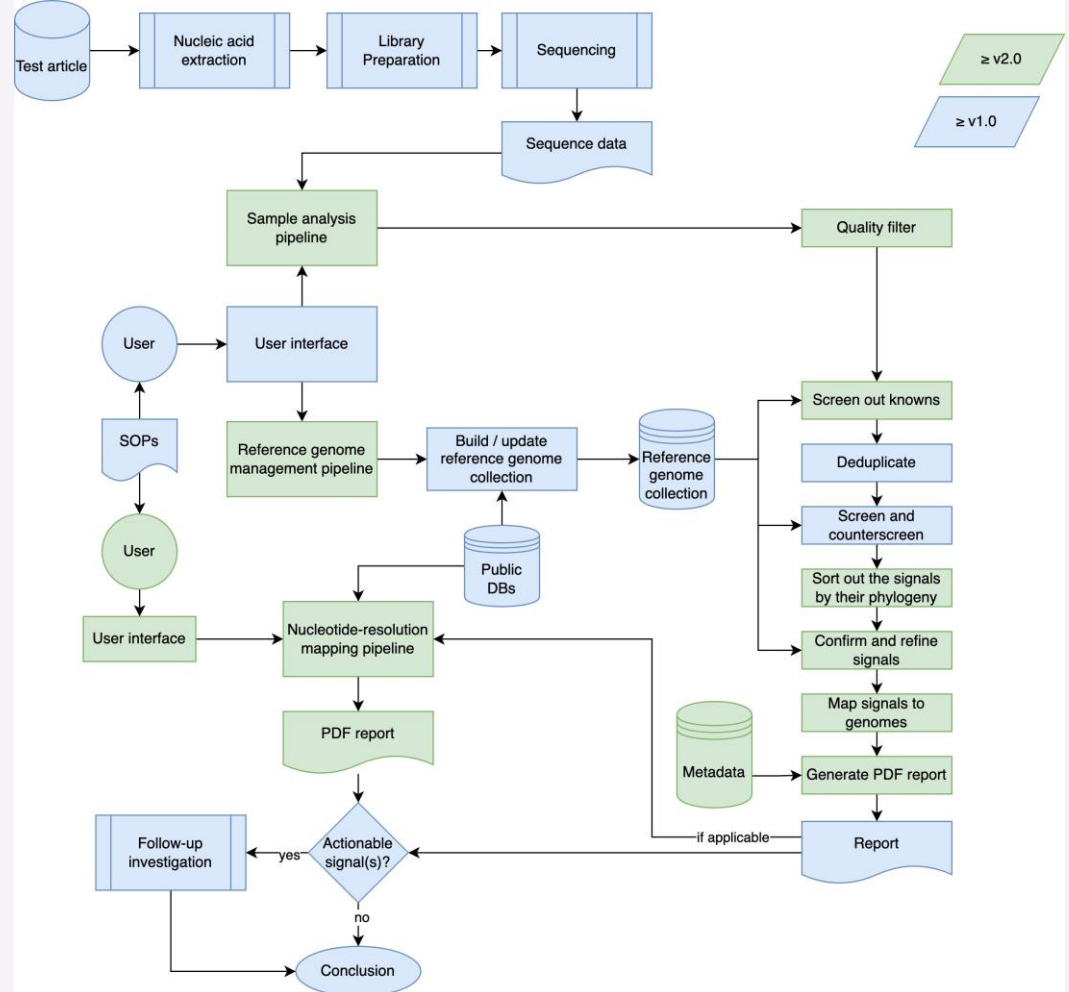 Test article
Nucleic acid
extraction
Library
Preparation
Sequencing
≥ v2.0
≥ v1.0
Sequence data
Sample analysis
pipeline
Quality filter
User
User interface
SOPs
Reference genome
management pipeline
Build / update
reference genome
collection
Reference
genome
collection
Screen out knowns
Deduplicate
Screen and
counterscreen
User
Public
DBs
Sort out the signals
by their phylogeny
User interface
Nucleotide-resolution
mapping pipeline
Confirm and refine
signals
Map signals to
genomes
PDF report
Metadata
Generate PDF report
if applicable
Report
Follow-up
investigation
yes
Actionable
signal(s)?
no
Conclusion